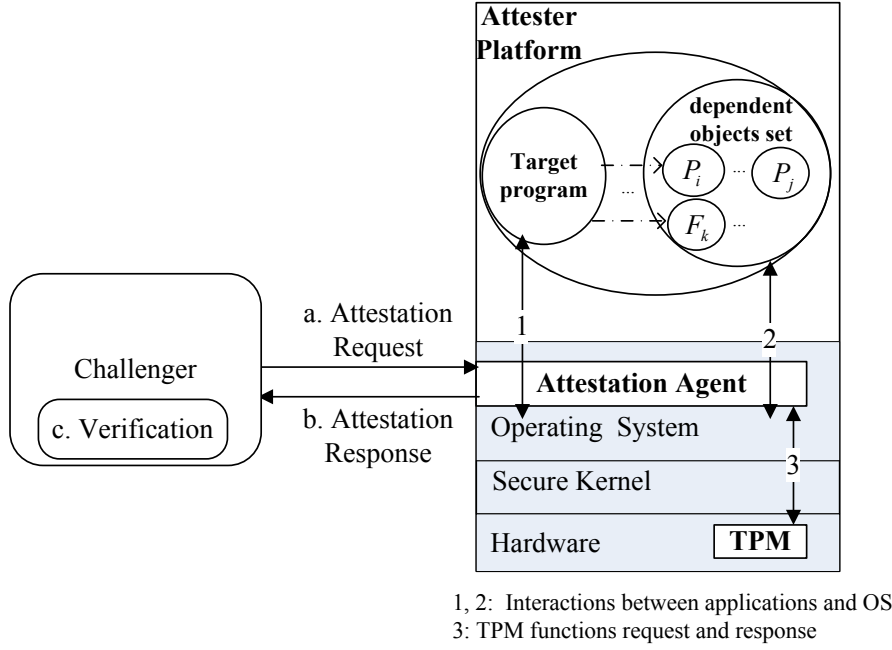 Attester
Platform
dependent
objects set
Target
program
P_i ... P_j
...
F_k ...
a. Attestation
Request
1
2
Challenger
Attestation Agent
c. Verification
b. Attestation
Response
Operating System
3
Secure Kernel
Hardware
TPM
1, 2: Interactions between applications and OS
3: TPM functions request and response